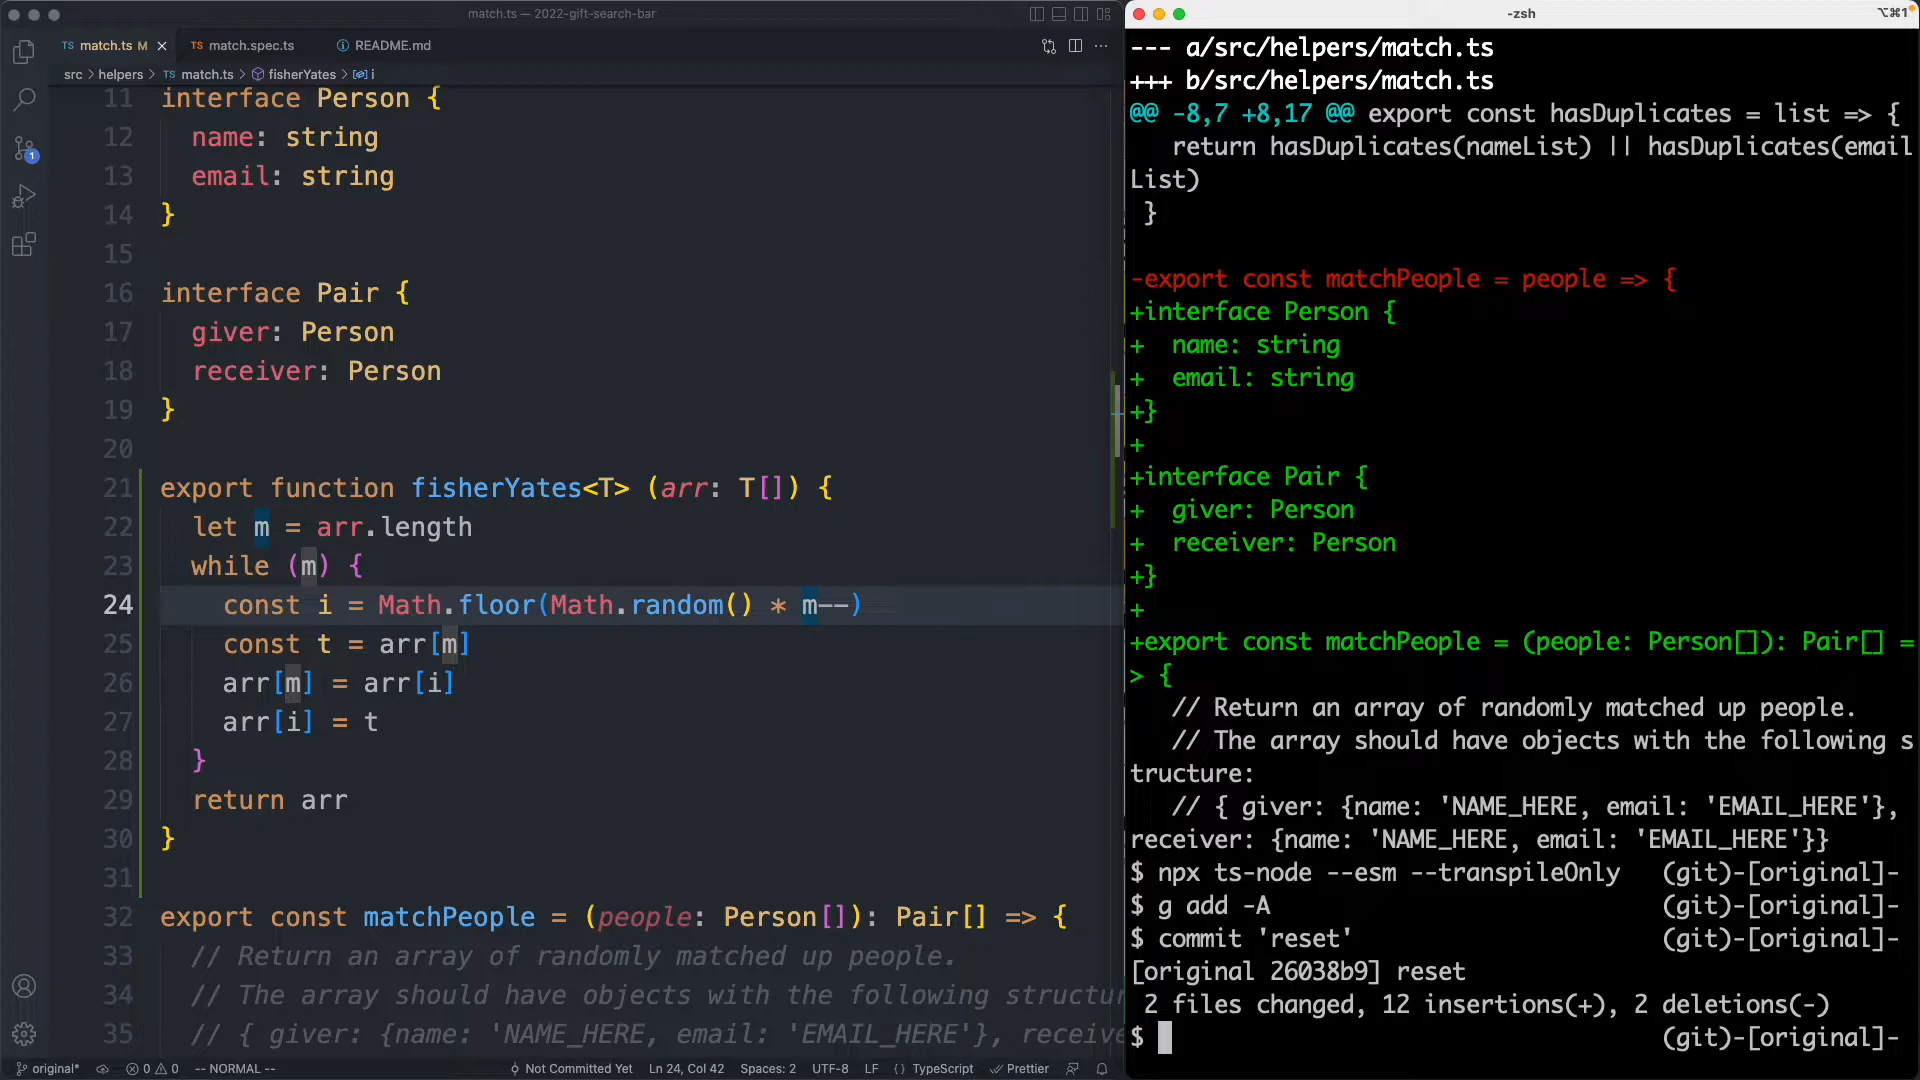 match.ts — 2022-gift-search-bar
TS match.ts M ×
TS match.spec.ts
README.md
src > helpers > TS match.ts > fisherYates > i
11 interface Person {
12 name: string
13 email: string
14 }
15
16 interface Pair {
17 giver: Person
18 receiver: Person
19 }
20
21 export function fisherYates<T> (arr: T[]) {
22 let m = arr.length
23 while (m) {
24 const i = Math.floor(Math.random() * m--)
25 const t = arr[m]
26 arr[m] = arr[i]
27 arr[i] = t
28 }
29 return arr
30 }
31
32 export const matchPeople = (people: Person[]): Pair[] => {
33 // Return an array of randomly matched up people.
34 // The array should have objects with the following structur
35 // { giver: {name: 'NAME_HERE, email: 'EMAIL_HERE'}, receive
1
original* 0 0 -- NORMAL -- Not Committed Yet Ln 24, Col 42 Spaces: 2 UTF-8 LF {} TypeScript Prettier
-zsh
⌥⌘1
--- a/src/helpers/match.ts
+++ b/src/helpers/match.ts
@@ -8,7 +8,17 @@ export const hasDuplicates = list => {
return hasDuplicates(nameList) || hasDuplicates(email
List)
}
-export const matchPeople = people => {
+interface Person {
+ name: string
+ email: string
+}
+
+interface Pair {
+ giver: Person
+ receiver: Person
+}
+
+export const matchPeople = (people: Person[]): Pair[] =
> {
// Return an array of randomly matched up people.
// The array should have objects with the following s
tructure:
// { giver: {name: 'NAME_HERE, email: 'EMAIL_HERE'},
receiver: {name: 'NAME_HERE, email: 'EMAIL_HERE'}}
$ npx ts-node --esm --transpileOnly (git)-[original]-
$ g add -A (git)-[original]-
$ commit 'reset' (git)-[original]-
[original 26038b9] reset
2 files changed, 12 insertions(+), 2 deletions(-)
$ (git)-[original]-